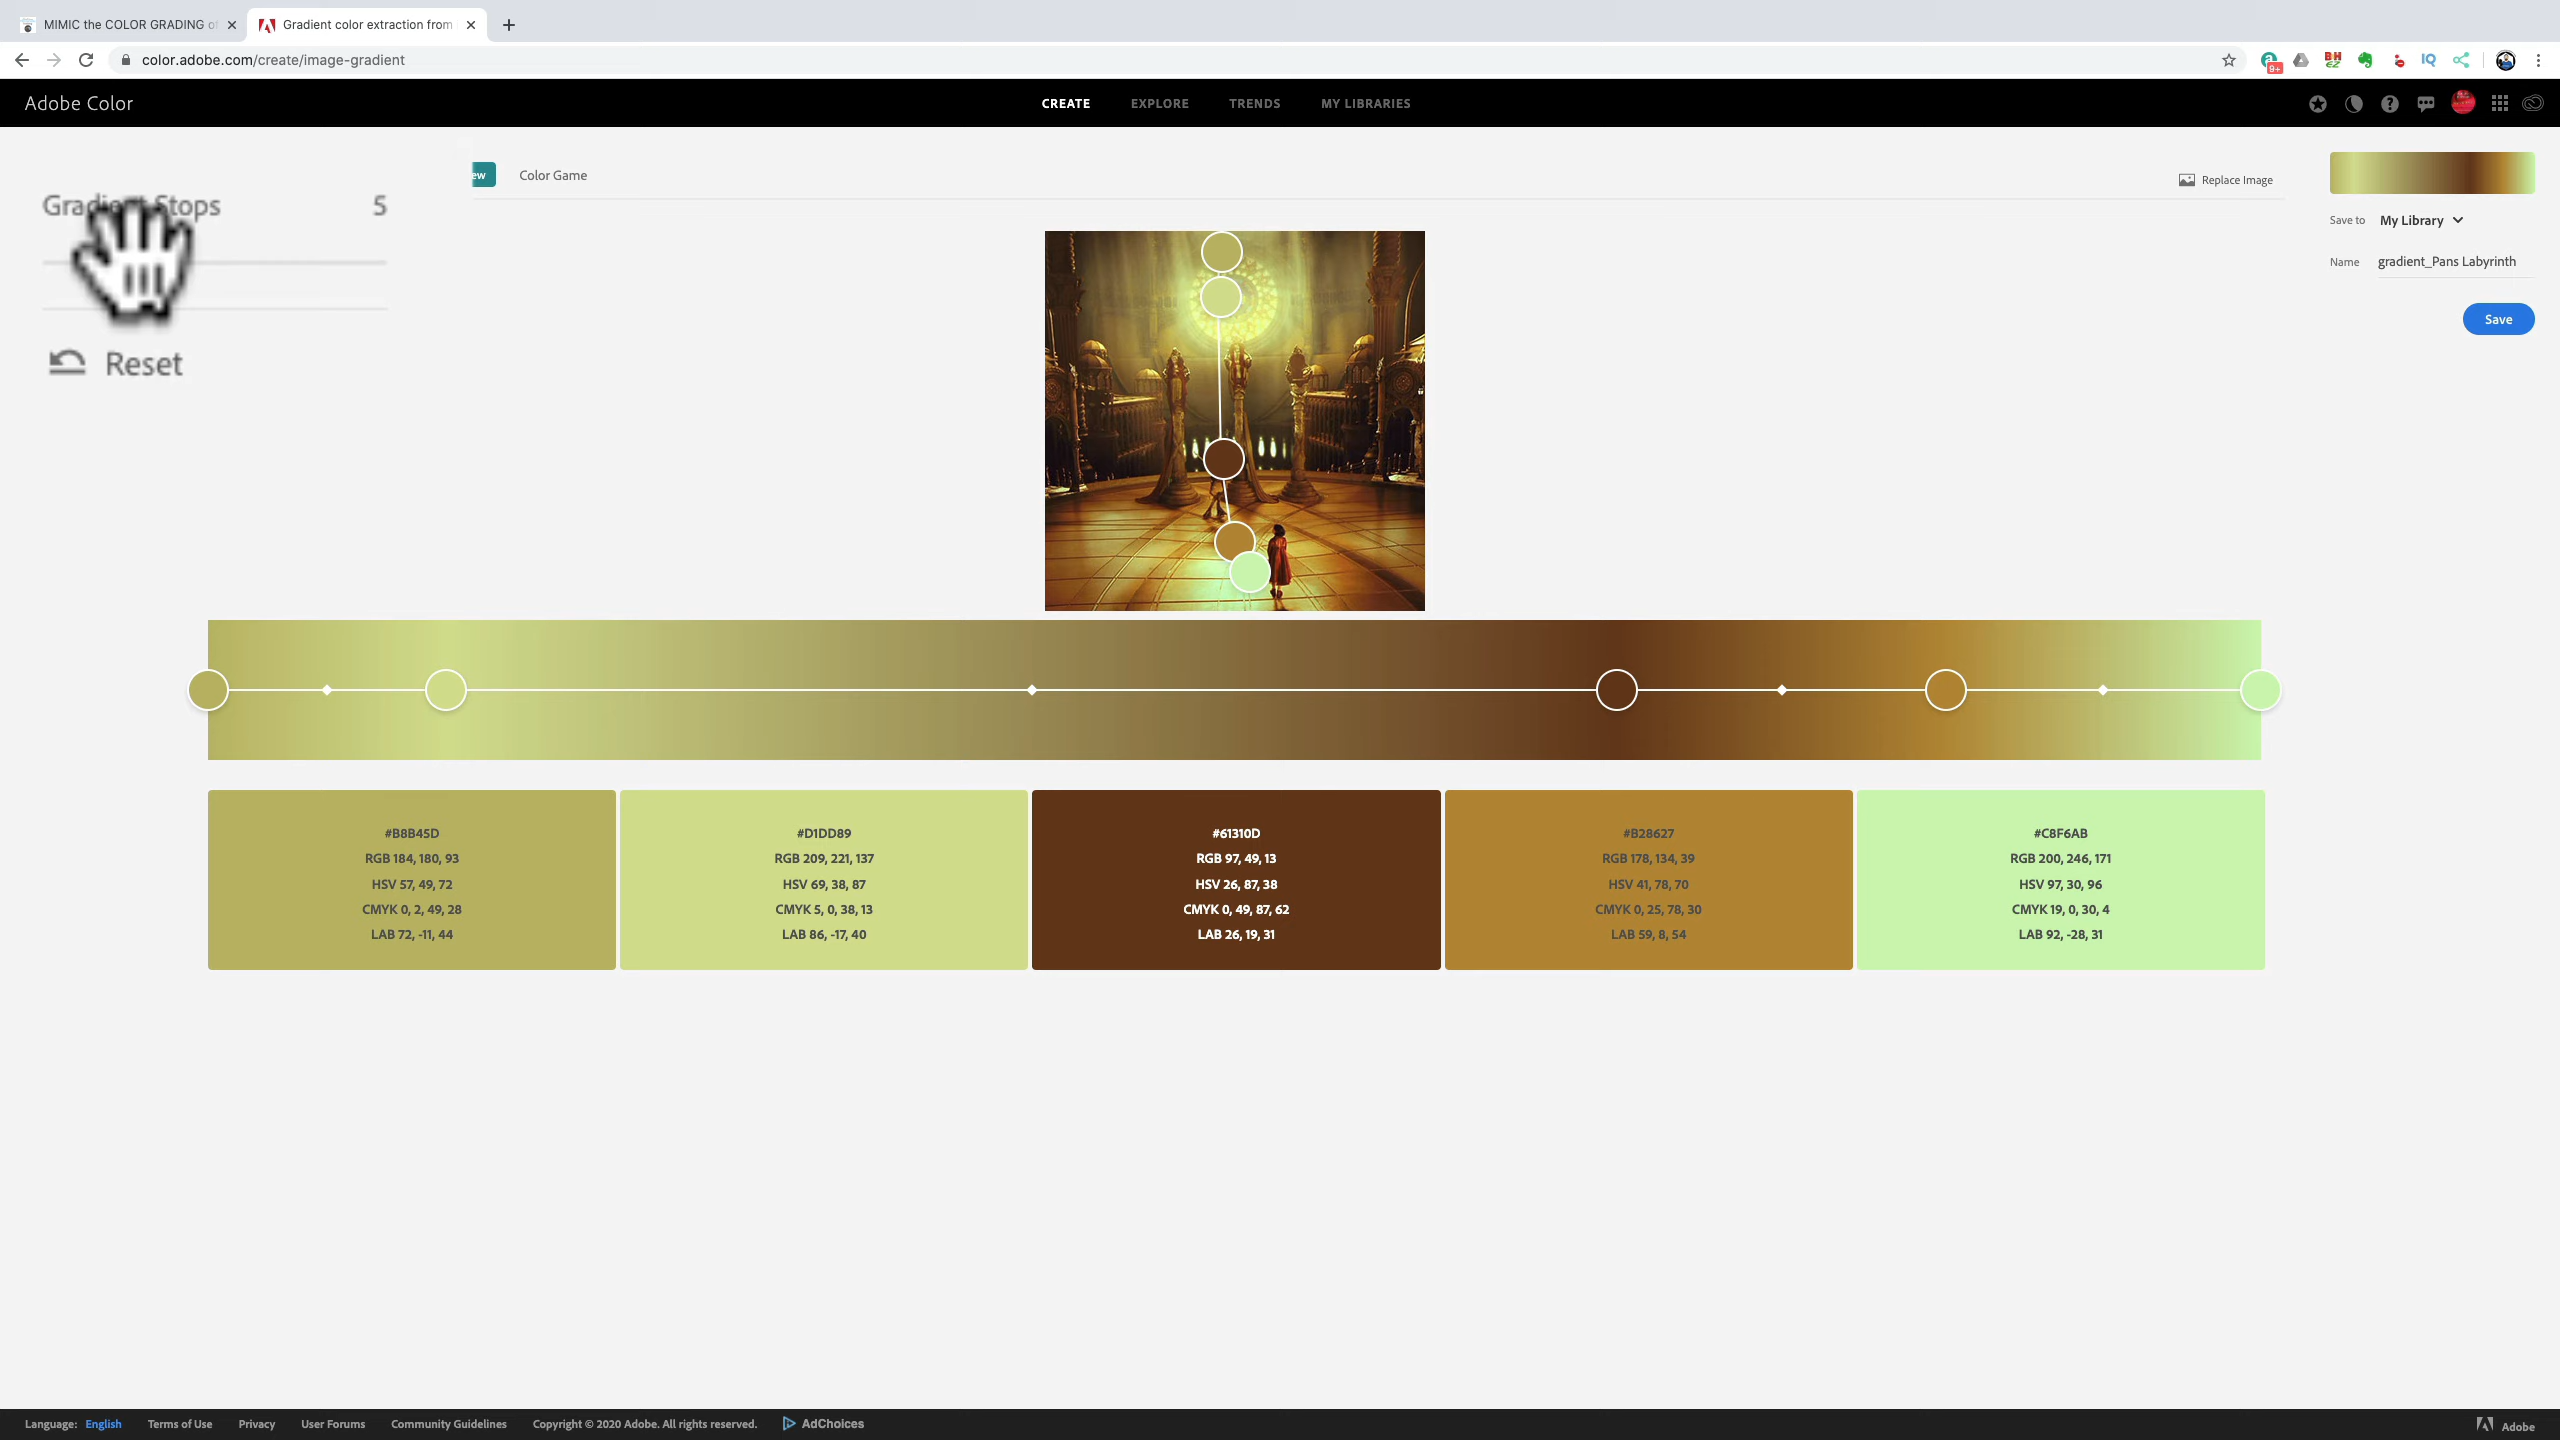 MIMIC the COLOR GRADING o
Gradient color extraction from
color.adobe.com/create/image-gradient
9+
BH
EZ
IQ
Adobe Color
CREATE
EXPLORE
TRENDS
MY LIBRARIES
ew
Color Game
Replace Image
Gradient Stops 5
Reset
Save to My Library
Name gradient_Pans Labyrinth
Save
#B8B45D
RGB 184, 180, 93
HSV 57, 49, 72
CMYK 0, 2, 49, 28
LAB 72, -11, 44
#D1DD89
RGB 209, 221, 137
HSV 69, 38, 87
CMYK 5, 0, 38, 13
LAB 86, -17, 40
#61310D
RGB 97, 49, 13
HSV 26, 87, 38
CMYK 0, 49, 87, 62
LAB 26, 19, 31
#B28627
RGB 178, 134, 39
HSV 41, 78, 70
CMYK 0, 25, 78, 30
LAB 59, 8, 54
#C8F6AB
RGB 200, 246, 171
HSV 97, 30, 96
CMYK 19, 0, 30, 4
LAB 92, -28, 31
Language: English
Terms of Use
Privacy
User Forums
Community Guidelines
Copyright © 2020 Adobe. All rights reserved.
AdChoices
Adobe